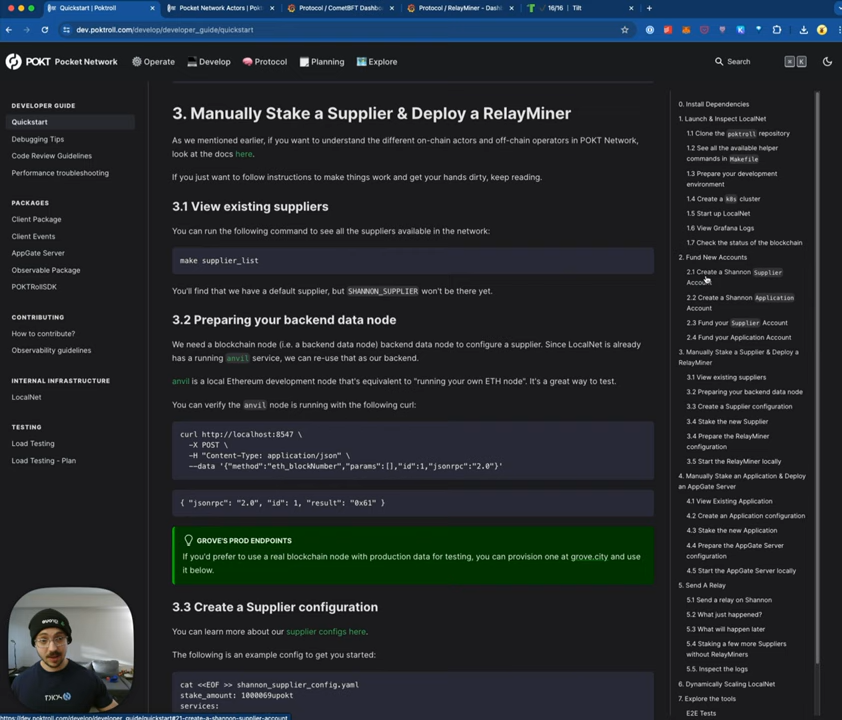 Quickstart | Poktroll
Pocket Network Actors | Pok
Protocol / CometBFT Dashbo
Protocol / RelayMiner - Dash
16/16 | Tilt
dev.poktroll.com/develop/developer_guide/quickstart
POKT Pocket Network
Operate
Develop
Protocol
Planning
Explore
Search
⌘ K
DEVELOPER GUIDE
Quickstart
Debugging Tips
Code Review Guidelines
Performance troubleshooting
PACKAGES
Client Package
Client Events
AppGate Server
Observable Package
POKTRollSDK
CONTRIBUTING
How to contribute?
Observability guidelines
INTERNAL INFRASTRUCTURE
LocalNet
TESTING
Load Testing
Load Testing - Plan
3. Manually Stake a Supplier & Deploy a RelayMiner
As we mentioned earlier, if you want to understand the different on-chain actors and off-chain operators in POKT Network,
look at the docs here.
If you just want to follow instructions to make things work and get your hands dirty, keep reading.
3.1 View existing suppliers
You can run the following command to see all the suppliers available in the network:
make supplier_list
You'll find that we have a default supplier, but SHANNON_SUPPLIER won't be there yet.
3.2 Preparing your backend data node
We need a blockchain node (i.e. a backend data node) backend data node to configure a supplier. Since LocalNet already
has a running anvil service, we can re-use that as our backend.
anvil is a local Ethereum development node that's equivalent to "running your own ETH node". It's a great way to test.
You can verify the anvil node is running with the following curl:
curl http://localhost:8547 \
-X POST \
-H "Content-Type: application/json" \
--data '{"method":"eth_blockNumber","params":[],"id":1,"jsonrpc":"2.0"}'
{ "jsonrpc": "2.0", "id": 1, "result": "0x61" }
GROVE'S PROD ENDPOINTS
If you'd prefer to use a real blockchain node with production data for testing, you can provision one at grove.city and use
it below.
3.3 Create a Supplier configuration
You can learn more about our supplier configs here.
The following is an example config to get you started:
cat <<EOF >> shannon_supplier_config.yaml
stake_amount: 1000069upokt
services:
0. Install Dependencies
1. Launch & Inspect LocalNet
1.1 Clone the poktroll repository
1.2 See all the available helper
commands in Makefile
1.3 Prepare your development
environment
1.4 Create a k8s cluster
1.5 Start up LocalNet
1.6 View Grafana Logs
1.7 Check the status of the blockchain
2. Fund New Accounts
2.1 Create a Shannon Supplier
Account
2.2 Create a Shannon Application
Account
2.3 Fund your Supplier Account
2.4 Fund your Application Account
3. Manually Stake a Supplier & Deploy a
RelayMiner
3.1 View existing suppliers
3.2 Preparing your backend data node
3.3 Create a Supplier configuration
3.4 Stake the new Supplier
3.4 Prepare the RelayMiner
configuration
3.5 Start the RelayMiner locally
4. Manually Stake an Application & Deploy
an AppGate Server
4.1 View Existing Application
4.2 Create an Application configuration
4.3 Stake the new Application
4.4 Prepare the AppGate Server
configuration
4.5 Start the AppGate Server locally
5. Send A Relay
5.1 Send a relay on Shannon
5.2 What just happened?
5.3 What will happen later
5.4 Staking a few more Suppliers
without RelayMiners
5.5. Inspect the logs
6. Dynamically Scaling LocalNet
7. Explore the tools
E2E Tests
https://dev.poktroll.com/develop/developer_guide/quickstart#21-create-a-shannon-supplier-account